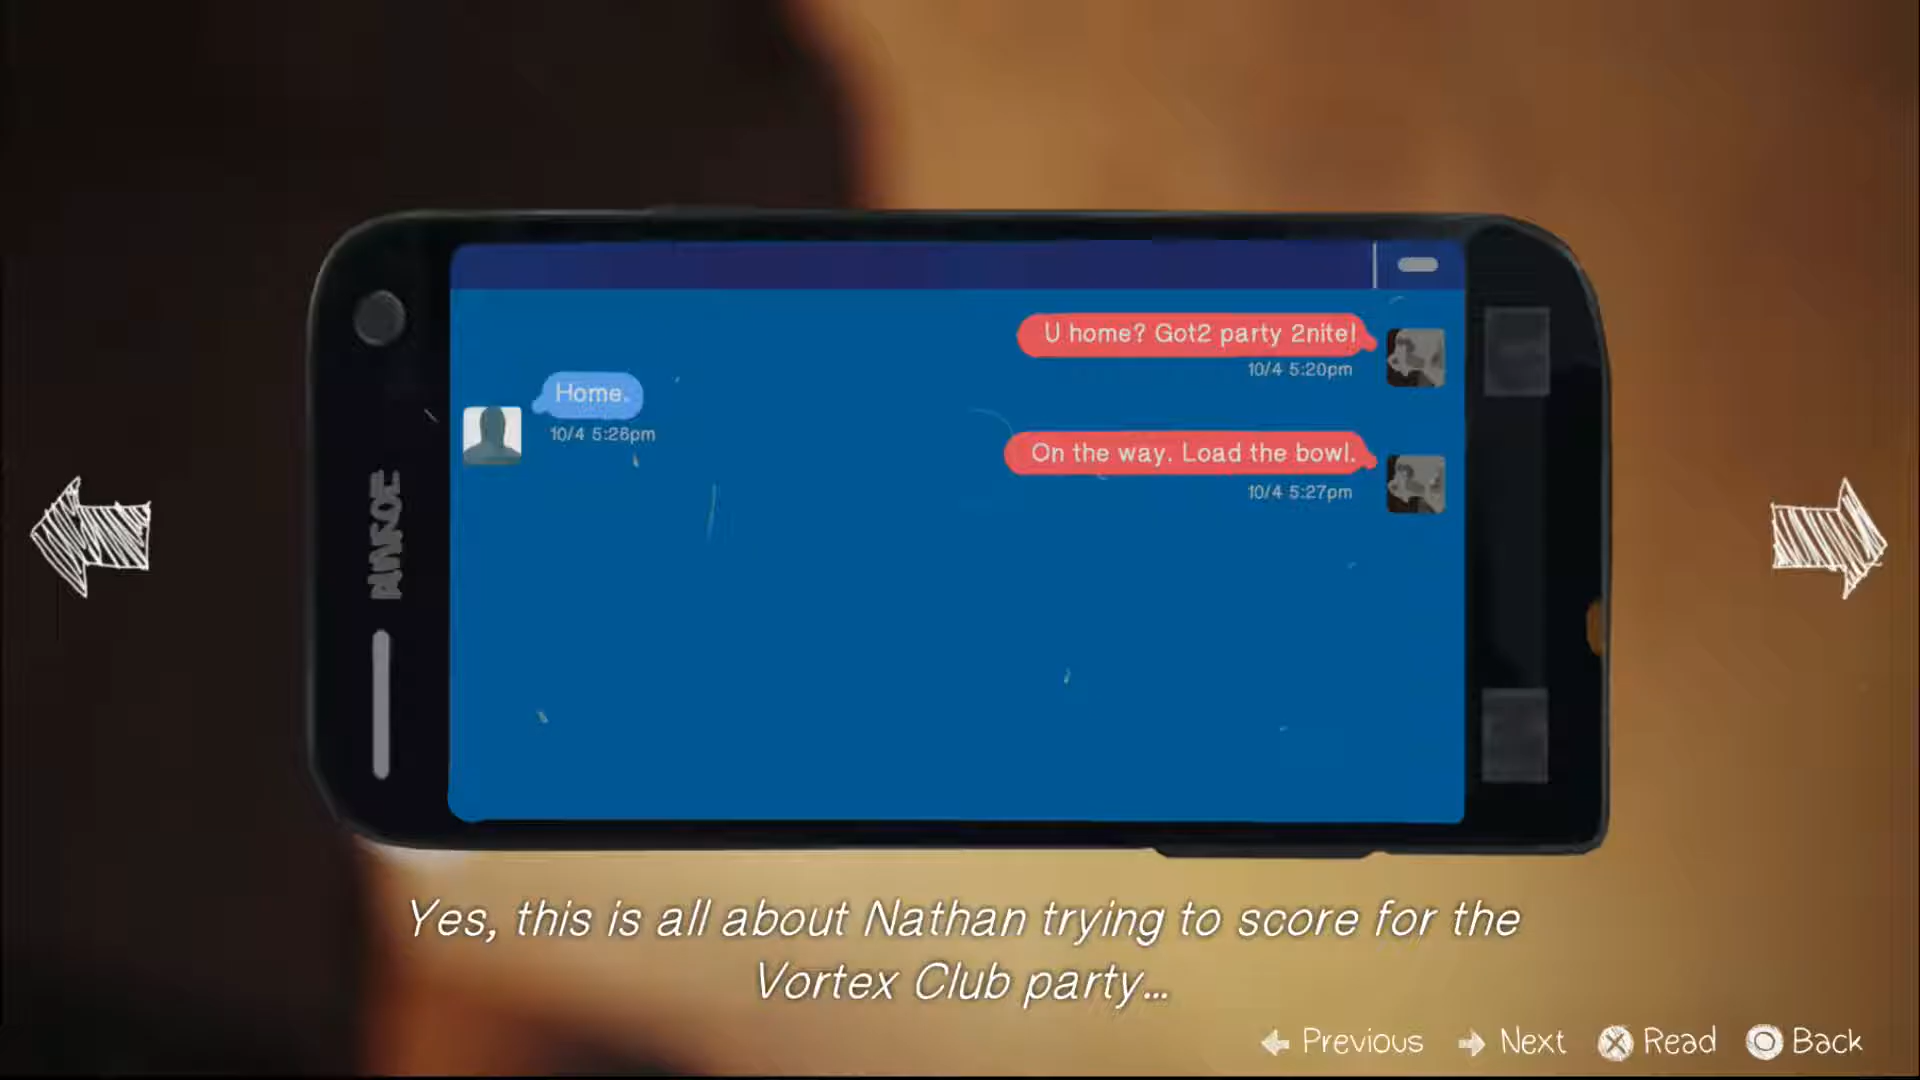 U home? Got2 party 2nite!
10/4 5:20pm
Home.
10/4 5:26pm
On the way. Load the bowl.
10/4 5:27pm
Yes, this is all about Nathan trying to score for the
Vortex Club party...
Previous Next Read Back